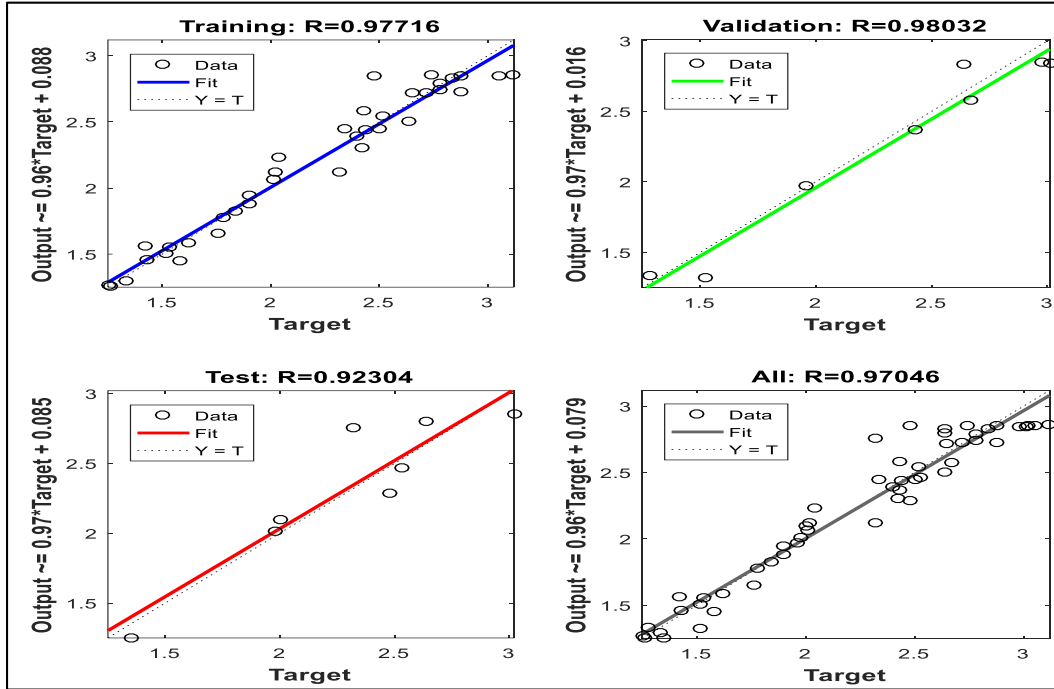 Training: R=0.97716
Output ~= 0.96*Target + 0.088
Data
Fit
Y = T
3
2.5
2
1.5
1.5
2
2.5
3
Target
Validation: R=0.98032
Output ~= 0.97*Target + 0.016
Data
Fit
Y = T
3
2.5
2
1.5
1.5
2
2.5
3
Target
Test: R=0.92304
Output ~= 0.97*Target + 0.085
Data
Fit
Y = T
3
2.5
2
1.5
1.5
2
2.5
3
Target
All: R=0.97046
Output ~= 0.96*Target + 0.079
Data
Fit
Y = T
3
2.5
2
1.5
1.5
2
2.5
3
Target